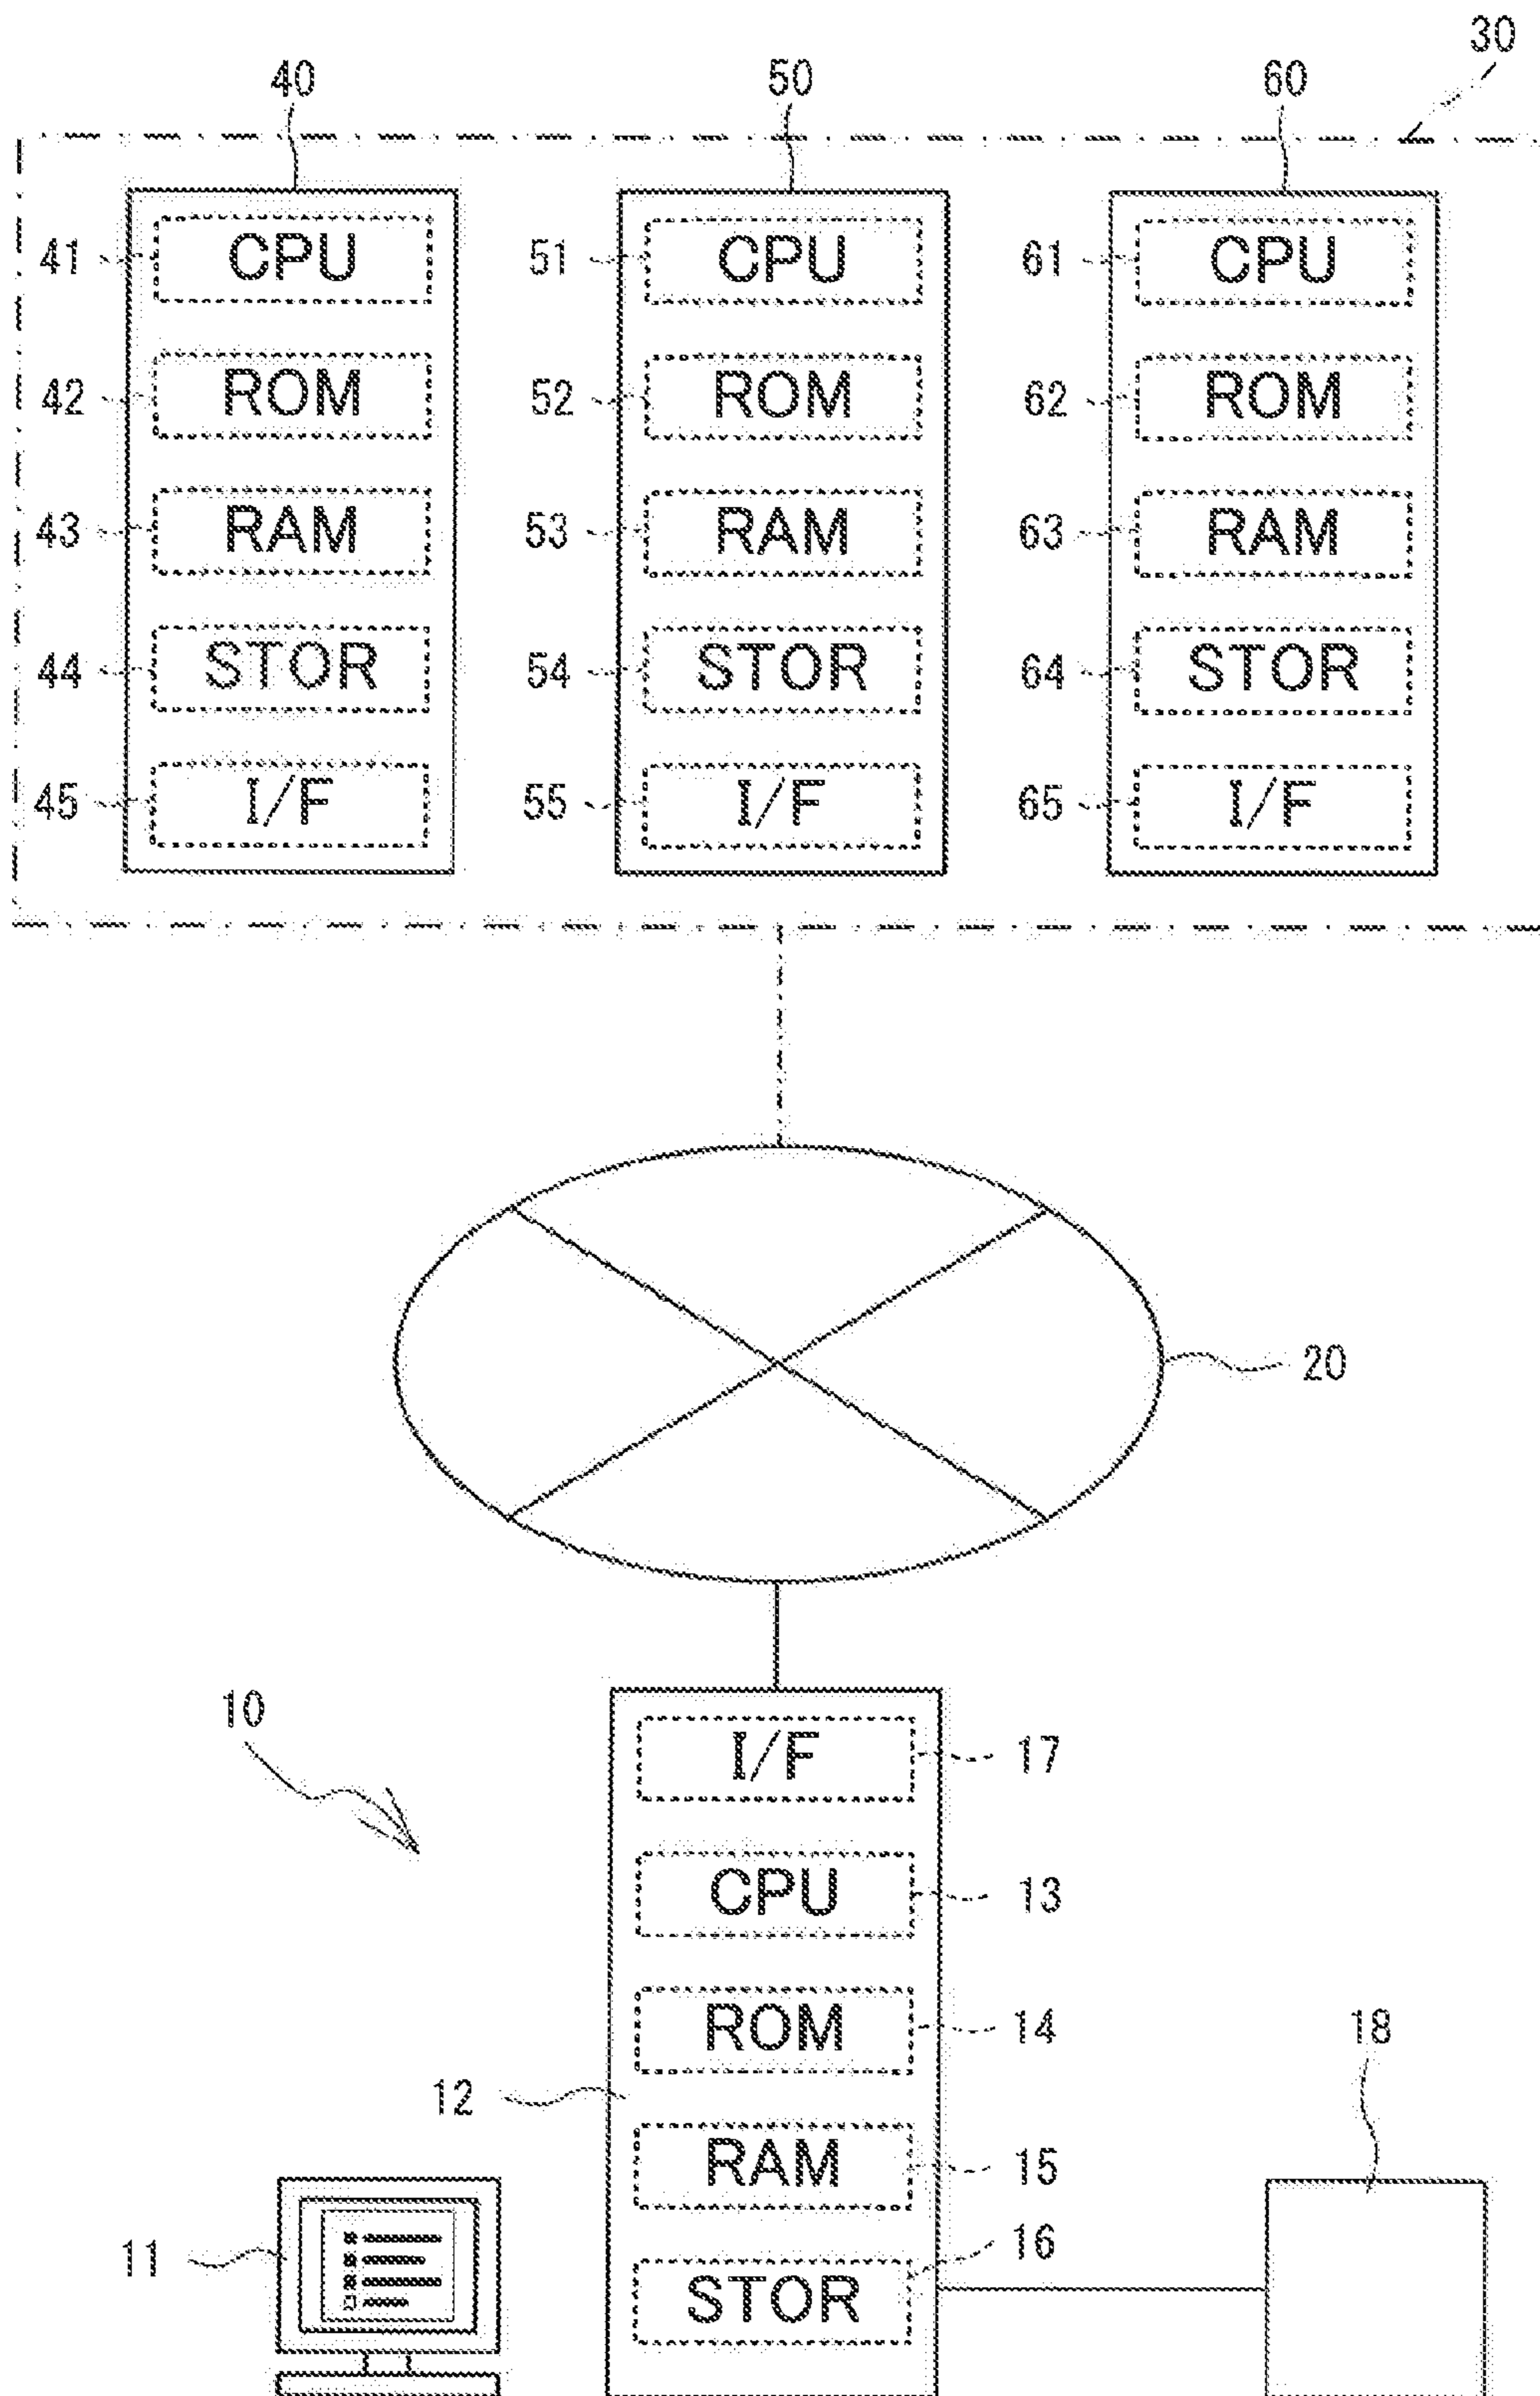 30
40 50 60
41 CPU 51 CPU 61 CPU
42 ROM 52 ROM 62 ROM
43 RAM 53 RAM 63 RAM
44 STOR 54 STOR 64 STOR
45 I/F 55 I/F 65 I/F
20
10
I/F 17
CPU 13
ROM 14
18
12
RAM 15
16
11
STOR